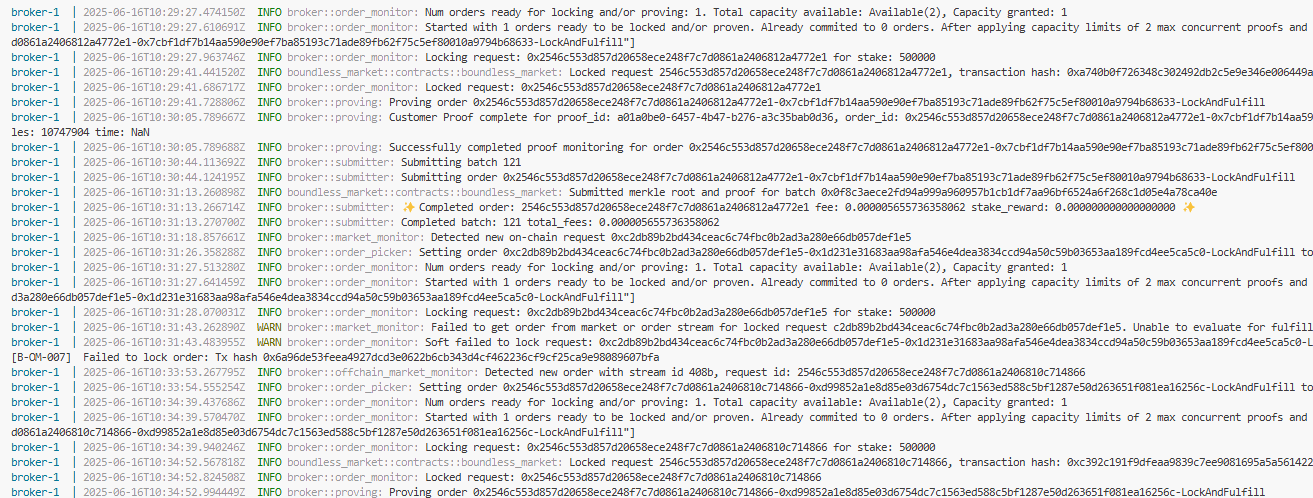 broker-1  | 2025-06-16T10:29:27.474150Z  INFO broker::order_monitor: Num orders ready for locking and/or proving: 1. Total capacity available: Available(2), Capacity granted: 1
broker-1  | 2025-06-16T10:29:27.610691Z  INFO broker::order_monitor: Started with 1 orders ready to be locked and/or proven. Already commited to 0 orders. After applying capacity limits of 2 max concurrent proofs and
d0861a2406812a4772e1-0x7cbf1df7b14aa590e90ef7ba85193c71ade89fb62f75c5ef80010a9794b68633-LockAndFulfill"]
broker-1  | 2025-06-16T10:29:27.963746Z  INFO broker::order_monitor: Locking request: 0x2546c553d857d20658ece248f7c7d0861a2406812a4772e1 for stake: 500000
broker-1  | 2025-06-16T10:29:41.441520Z  INFO boundless_market::contracts::boundless_market: Locked request 2546c553d857d20658ece248f7c7d0861a2406812a4772e1, transaction hash: 0xa740b0f726348c302492db2c5e9e346e006449a
broker-1  | 2025-06-16T10:29:41.686717Z  INFO broker::order_monitor: Locked request: 0x2546c553d857d20658ece248f7c7d0861a2406812a4772e1
broker-1  | 2025-06-16T10:29:41.728806Z  INFO broker::proving: Proving order 0x2546c553d857d20658ece248f7c7d0861a2406812a4772e1-0x7cbf1df7b14aa590e90ef7ba85193c71ade89fb62f75c5ef80010a9794b68633-LockAndFulfill
broker-1  | 2025-06-16T10:30:05.789667Z  INFO broker::proving: Customer Proof complete for proof_id: a01a0be0-6457-4b47-b276-a3c35bab0d36, order_id: 0x2546c553d857d20658ece248f7c7d0861a2406812a4772e1-0x7cbf1df7b14aa59
les: 10747904 time: NaN
broker-1  | 2025-06-16T10:30:05.789688Z  INFO broker::proving: Successfully completed proof monitoring for order 0x2546c553d857d20658ece248f7c7d0861a2406812a4772e1-0x7cbf1df7b14aa590e90ef7ba85193c71ade89fb62f75c5ef800
broker-1  | 2025-06-16T10:30:44.113692Z  INFO broker::submitter: Submitting batch 121
broker-1  | 2025-06-16T10:30:44.124195Z  INFO broker::submitter: Submitting order 0x2546c553d857d20658ece248f7c7d0861a2406812a4772e1-0x7cbf1df7b14aa590e90ef7ba85193c71ade89fb62f75c5ef80010a9794b68633-LockAndFulfill
broker-1  | 2025-06-16T10:31:13.260898Z  INFO boundless_market::contracts::boundless_market: Submitted merkle root and proof for batch 0x0f8c3aece2fd94a999a960957b1cb1df7aa96bf6524a6f268c1d05e4a78ca40e
broker-1  | 2025-06-16T10:31:13.266714Z  INFO broker::submitter: ✨ Completed order: 2546c553d857d20658ece248f7c7d0861a2406812a4772e1 fee: 0.000005655736358062 stake_reward: 0.000000000000000000 ✨
broker-1  | 2025-06-16T10:31:13.270700Z  INFO broker::submitter: Completed batch: 121 total_fees: 0.000005655736358062
broker-1  | 2025-06-16T10:31:18.857661Z  INFO broker::market_monitor: Detected new on-chain request 0xc2db89b2bd434ceac6c74fbc0b2ad3a280e66db057def1e5
broker-1  | 2025-06-16T10:31:26.358288Z  INFO broker::order_picker: Setting order 0xc2db89b2bd434ceac6c74fbc0b2ad3a280e66db057def1e5-0x1d231e31683aa98afa546e4dea3834ccd94a50c59b03653aa189fcd4ee5ca5c0-LockAndFulfill to
broker-1  | 2025-06-16T10:31:27.513280Z  INFO broker::order_monitor: Num orders ready for locking and/or proving: 1. Total capacity available: Available(2), Capacity granted: 1
broker-1  | 2025-06-16T10:31:27.641459Z  INFO broker::order_monitor: Started with 1 orders ready to be locked and/or proven. Already commited to 0 orders. After applying capacity limits of 2 max concurrent proofs and
d3a280e66db057def1e5-0x1d231e31683aa98afa546e4dea3834ccd94a50c59b03653aa189fcd4ee5ca5c0-LockAndFulfill"]
broker-1  | 2025-06-16T10:31:28.070031Z  INFO broker::order_monitor: Locking request: 0xc2db89b2bd434ceac6c74fbc0b2ad3a280e66db057def1e5 for stake: 500000
broker-1  | 2025-06-16T10:31:43.262890Z  WARN broker::market_monitor: Failed to get order from market or order stream for locked request c2db89b2bd434ceac6c74fbc0b2ad3a280e66db057def1e5. Unable to evaluate for fulfill
broker-1  | 2025-06-16T10:31:43.483955Z  WARN broker::order_monitor: Soft failed to lock request: 0xc2db89b2bd434ceac6c74fbc0b2ad3a280e66db057def1e5-0x1d231e31683aa98afa546e4dea3834ccd94a50c59b03653aa189fcd4ee5ca5c0-L
[B-OM-007]  Failed to lock order: Tx hash 0x6a96de53feea4927dcd3e0622b6cb343d4cf462236cf9cf25ca9e98089607bfa
broker-1  | 2025-06-16T10:33:53.267795Z  INFO broker::offchain_market_monitor: Detected new order with stream id 408b, request id: 2546c553d857d20658ece248f7c7d0861a2406810c714866
broker-1  | 2025-06-16T10:33:54.555254Z  INFO broker::order_picker: Setting order 0x2546c553d857d20658ece248f7c7d0861a2406810c714866-0xd99852a1e8d85e03d6754dc7c1563ed588c5bf1287e50d263651f081ea16256c-LockAndFulfill to
broker-1  | 2025-06-16T10:34:39.437686Z  INFO broker::order_monitor: Num orders ready for locking and/or proving: 1. Total capacity available: Available(2), Capacity granted: 1
broker-1  | 2025-06-16T10:34:39.570470Z  INFO broker::order_monitor: Started with 1 orders ready to be locked and/or proven. Already commited to 0 orders. After applying capacity limits of 2 max concurrent proofs and
d0861a2406810c714866-0xd99852a1e8d85e03d6754dc7c1563ed588c5bf1287e50d263651f081ea16256c-LockAndFulfill"]
broker-1  | 2025-06-16T10:34:39.940246Z  INFO broker::order_monitor: Locking request: 0x2546c553d857d20658ece248f7c7d0861a2406810c714866 for stake: 500000
broker-1  | 2025-06-16T10:34:52.567818Z  INFO boundless_market::contracts::boundless_market: Locked request 2546c553d857d20658ece248f7c7d0861a2406810c714866, transaction hash: 0xc392c191f9dfeaa9839c7ee9081695a5a561422
broker-1  | 2025-06-16T10:34:52.824508Z  INFO broker::order_monitor: Locked request: 0x2546c553d857d20658ece248f7c7d0861a2406810c714866
broker-1  | 2025-06-16T10:34:52.994449Z  INFO broker::proving: Proving order 0x2546c553d857d20658ece248f7c7d0861a2406810c714866-0xd99852a1e8d85e03d6754dc7c1563ed588c5bf1287e50d263651f081ea16256c-LockAndFulfill